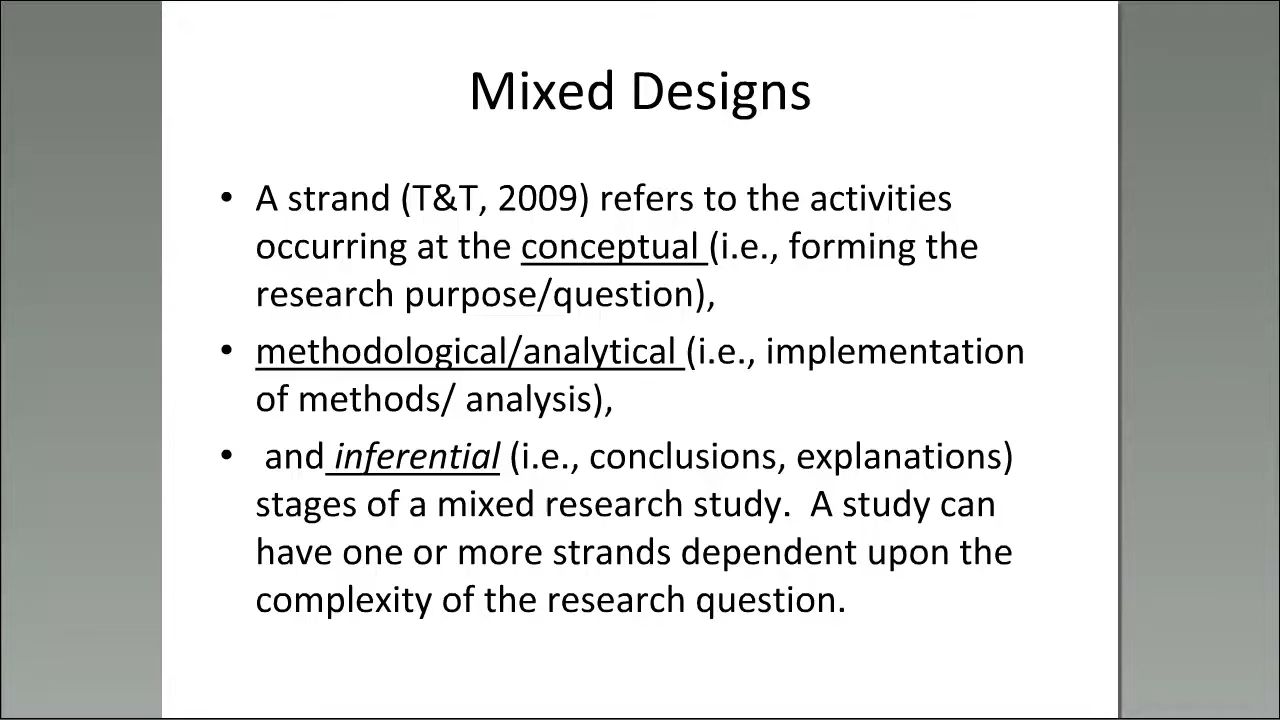 Mixed Designs
• A strand (T&T, 2009) refers to the activities
occurring at the conceptual (i.e., forming the
research purpose/question),
• methodological/analytical (i.e., implementation
of methods/ analysis),
• and inferential (i.e., conclusions, explanations)
stages of a mixed research study.  A study can
have one or more strands dependent upon the
complexity of the research question.